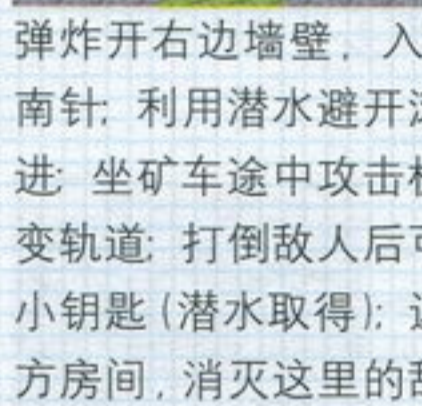 弹炸开右边墙壁，入
南针；利用潜水避开
进；坐矿车途中攻击
变轨道；打倒敌人后
小钥匙（潜水取得）；
方房间，消灭这里的